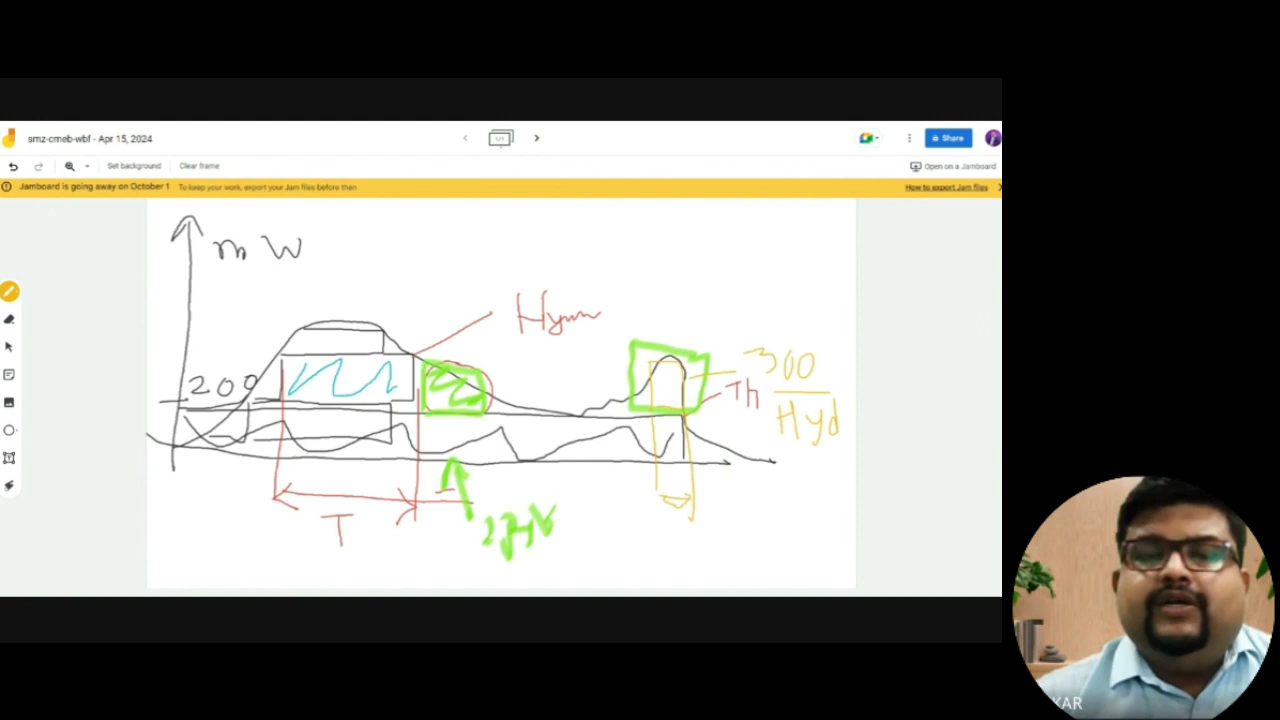 smz-cmeb-wbf - Apr 15, 2024
Share
Set background
Clear frame
Open on a Jamboard
Jamboard is going away on October 1 To keep your work, export your Jam files before then
How to export Jam files
m W
200
300
Th
Hyd
T
KAR